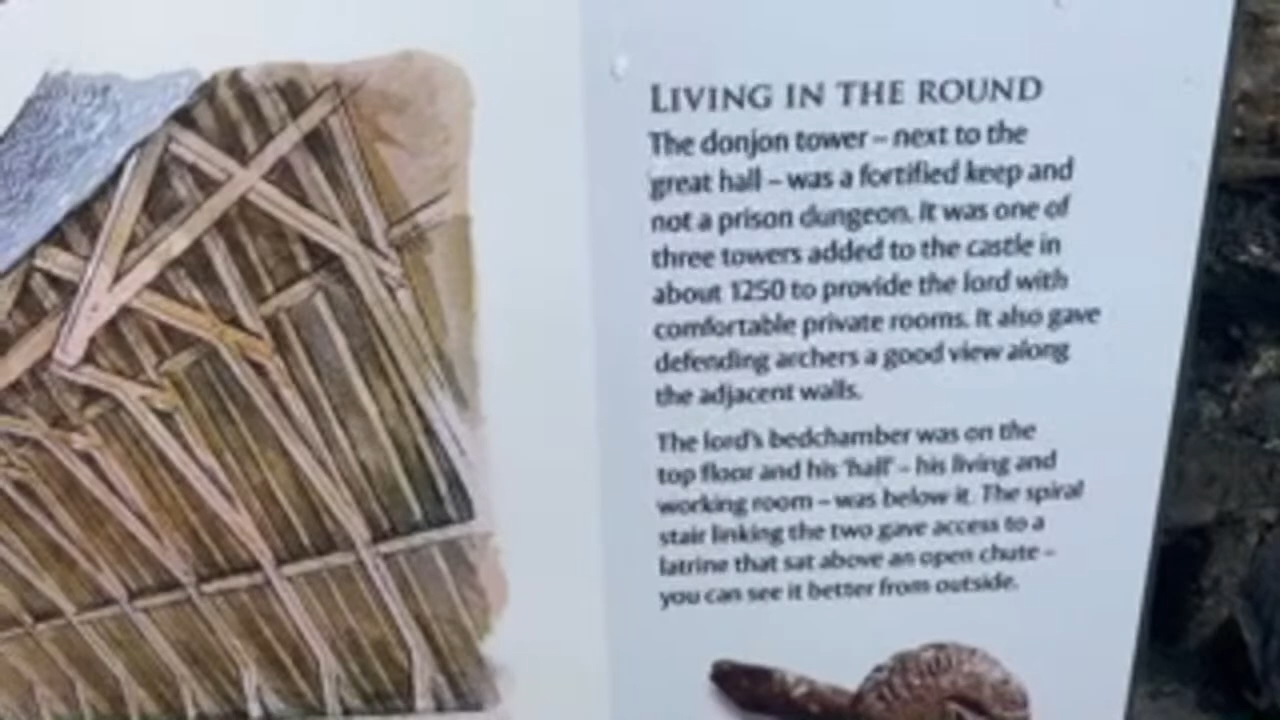 LIVING IN THE ROUND
The donjon tower – next to the
great hall – was a fortified keep and
not a prison dungeon. It was one of
three towers added to the castle in
about 1250 to provide the lord with
comfortable private rooms. It also gave
defending archers a good view along
the adjacent walls.
The lord's bedchamber was on the
top floor and his 'hall' – his living and
working room – was below it. The spiral
stair linking the two gave access to a
latrine that sat above an open chute –
you can see it better from outside.